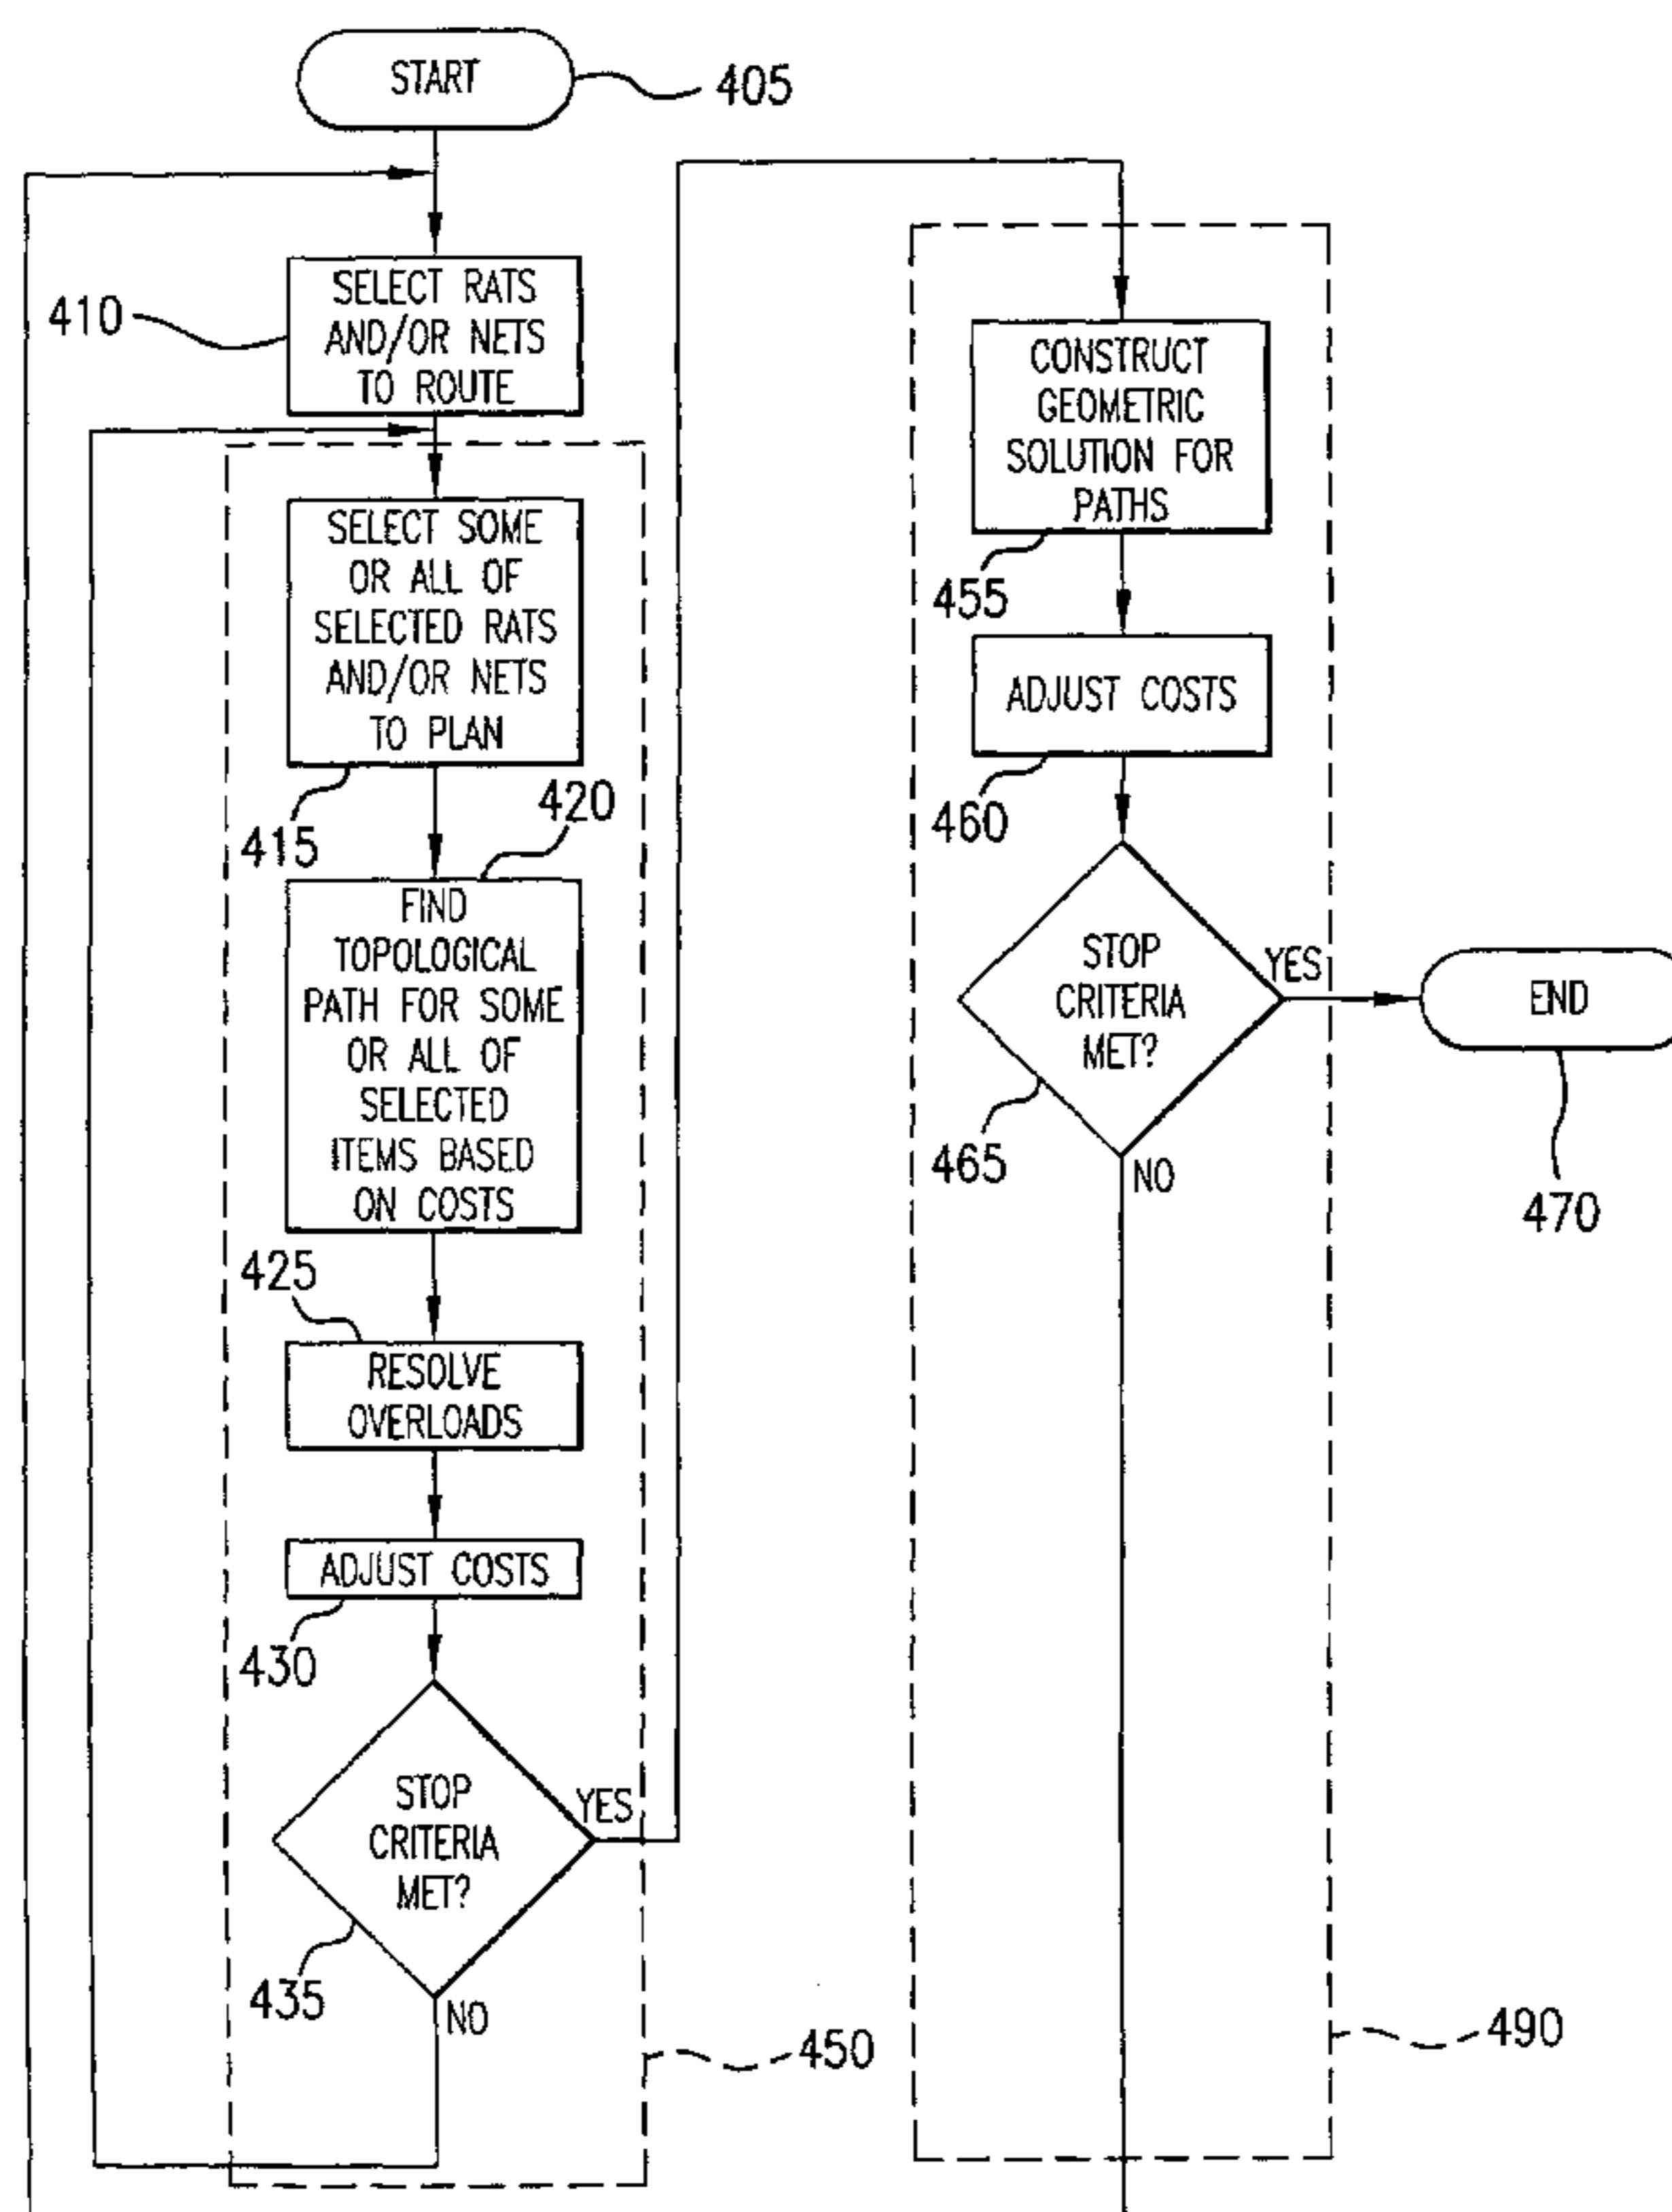 START
405
410
SELECT RATS
AND/OR NETS
TO ROUTE
SELECT SOME
OR ALL OF
SELECTED RATS
AND/OR NETS
TO PLAN
415
420
FIND
TOPOLOGICAL
PATH FOR SOME
OR ALL OF
SELECTED
ITEMS BASED
ON COSTS
425
RESOLVE
OVERLOADS
ADJUST COSTS
430
STOP
CRITERIA
MET?
YES
435
NO
450
CONSTRUCT
GEOMETRIC
SOLUTION FOR
PATHS
455
ADJUST COSTS
460
STOP
CRITERIA
MET?
YES
465
NO
END
470
490